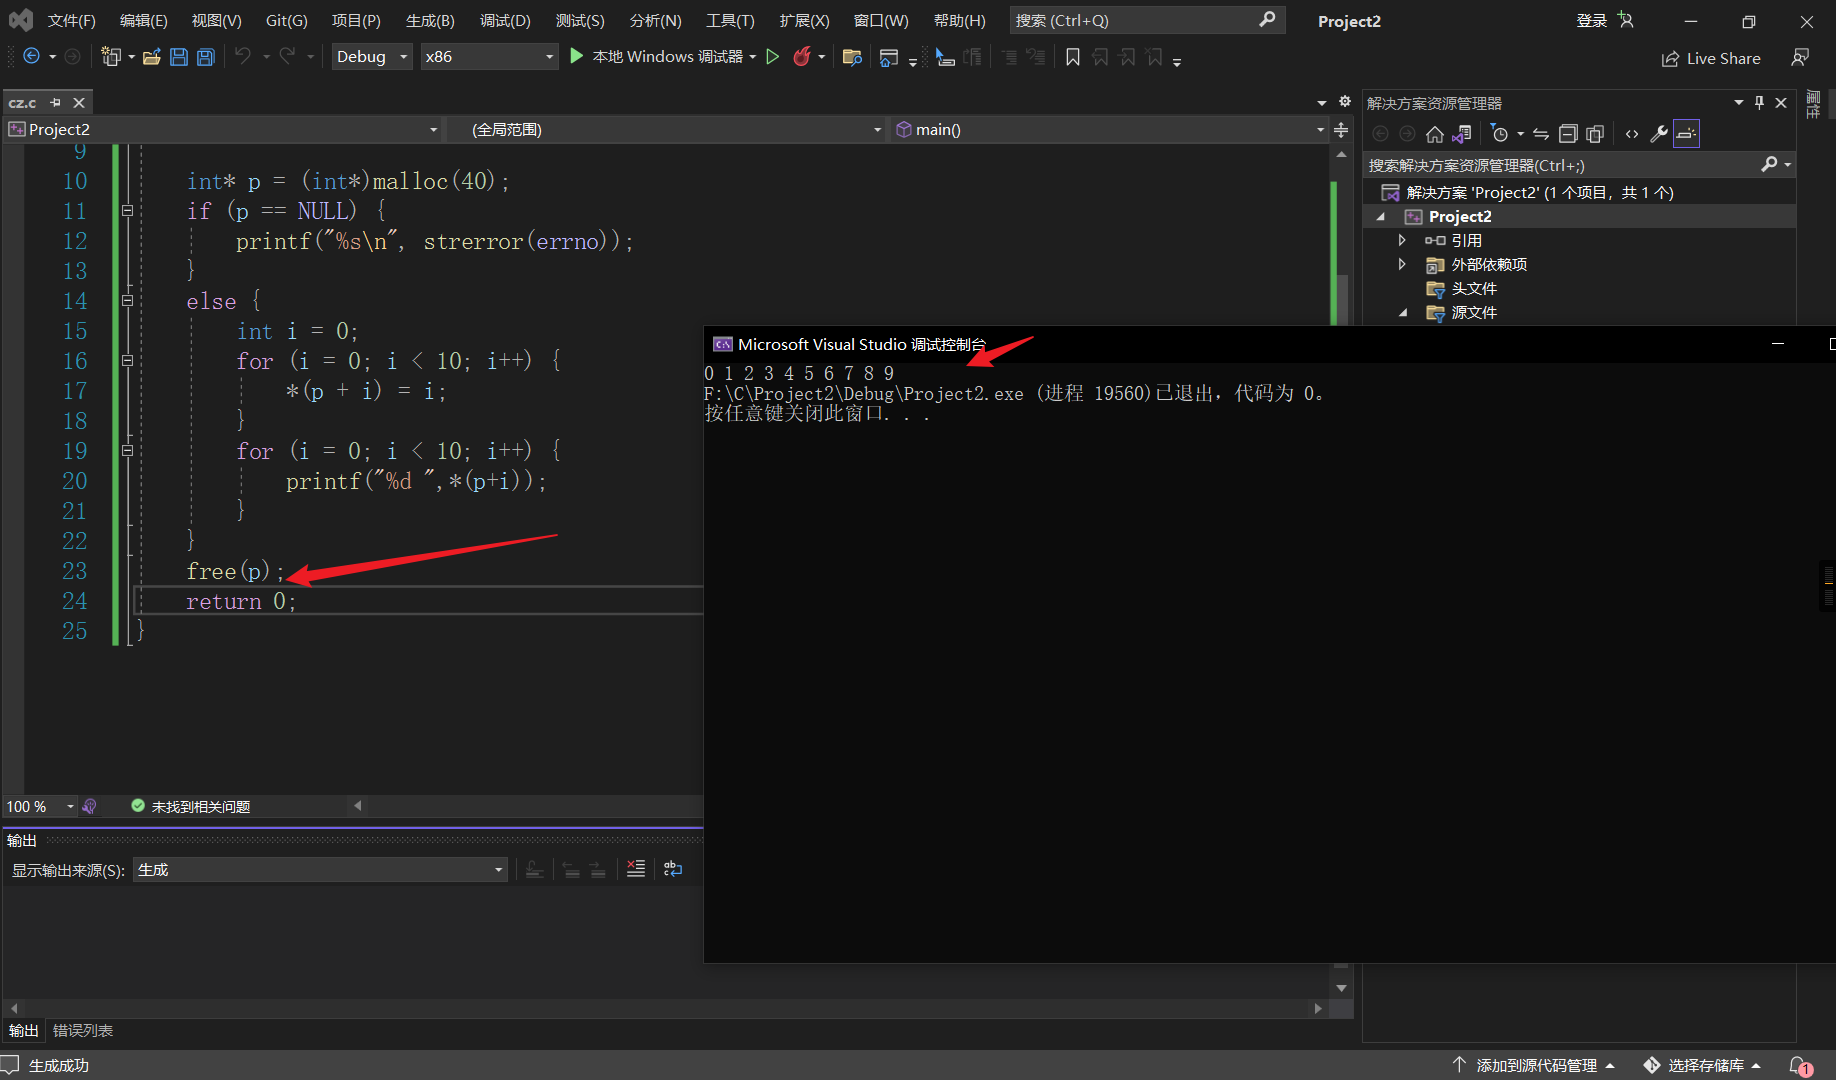 文件(F) 编辑(E) 视图(V) Git(G) 项目(P) 生成(B) 调试(D) 测试(S) 分析(N) 工具(T) 扩展(X) 窗口(W) 帮助(H) 搜索 (Ctrl+Q) Project2 登录
Debug x86 本地 Windows 调试器 Live Share
cz.c
Project2 (全局范围) main()
9
10 int* p = (int*)malloc(40);
11 if (p == NULL) {
12 printf("%s\n", strerror(errno));
13 }
14 else {
15 int i = 0;
16 for (i = 0; i < 10; i++) {
17 *(p + i) = i;
18 }
19 for (i = 0; i < 10; i++) {
20 printf("%d ",*(p+i));
21 }
22 }
23 free(p);
24 return 0;
25 }
解决方案资源管理器
搜索解决方案资源管理器(Ctrl+;)
解决方案 'Project2' (1 个项目，共 1 个)
Project2
引用
外部依赖项
头文件
源文件
属性
Microsoft Visual Studio 调试控制台
0 1 2 3 4 5 6 7 8 9
F:\C\Project2\Debug\Project2.exe (进程 19560)已退出，代码为 0。
按任意键关闭此窗口. . .
100 % 未找到相关问题
输出
显示输出来源(S): 生成
输出 错误列表
生成成功 添加到源代码管理 选择存储库 1